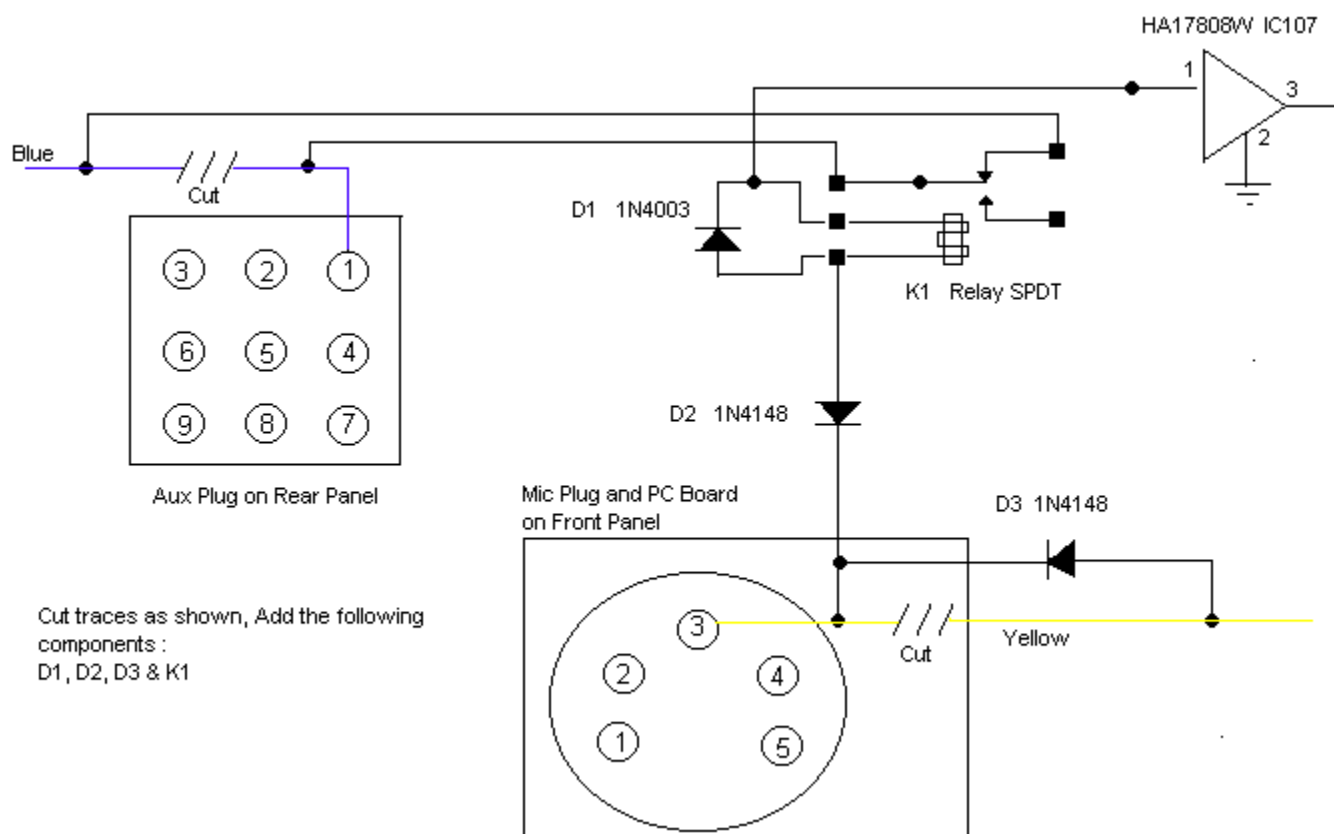 HA17808W IC107
1
3
2
Blue
Cut
D1 1N4003
K1 Relay SPDT
3 2 1
6 5 4
9 8 7
Aux Plug on Rear Panel
D2 1N4148
Mic Plug and PC Board
on Front Panel
D3 1N4148
Cut traces as shown, Add the following
components :
D1, D2, D3 & K1
3
2
4
1
5
Cut
Yellow